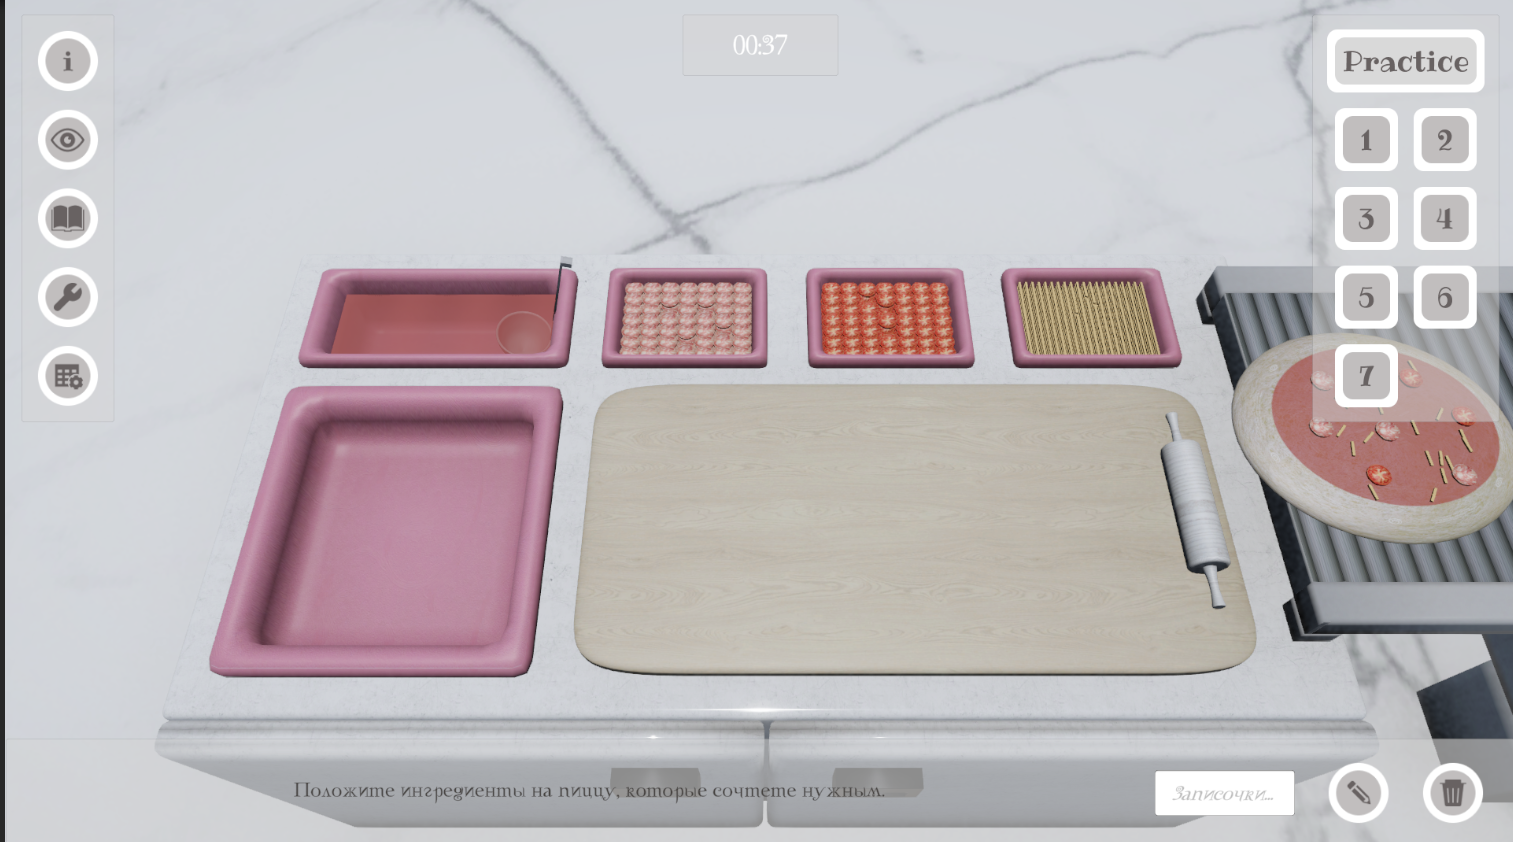 00:37
Practice
1 2
3 4
5 6
7
Положите ингредиенты на пиццу, которые сочтете нужным.
Записочки...